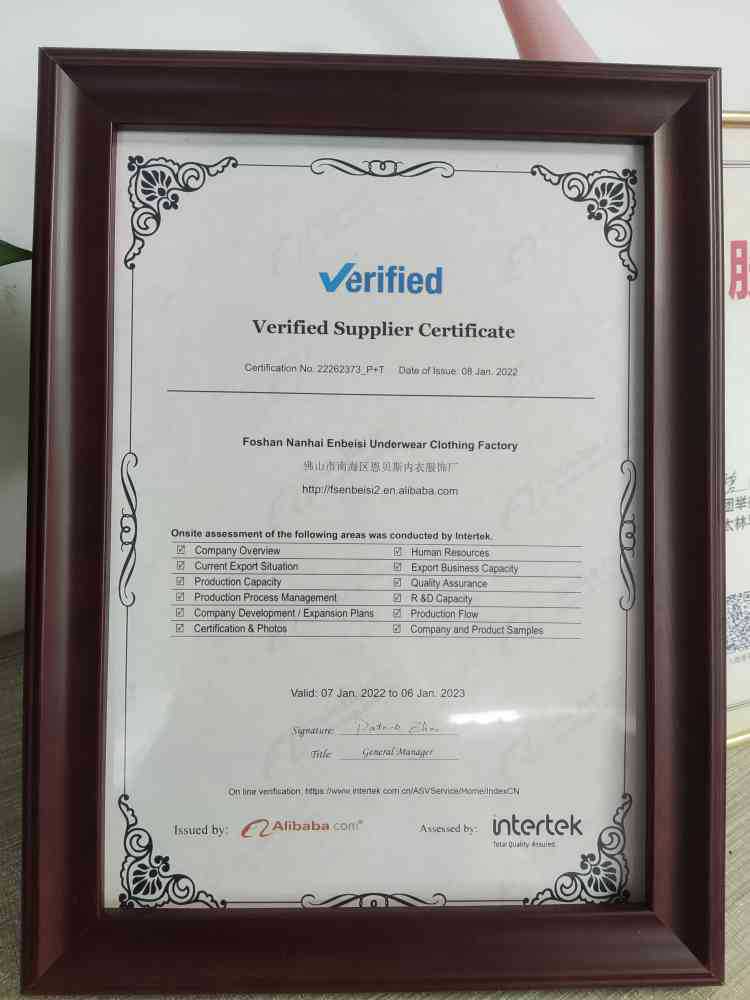 Verified
Verified Supplier Certificate
Certification No. 22262373_P+T Date of Issue: 08 Jan. 2022
Foshan Nanhai Enbeisi Underwear Clothing Factory
佛山市南海区恩贝斯内衣服饰厂
http://fsenbeisi2.en.alibaba.com
Onsite assessment of the following areas was conducted by Intertek.
☑ Company Overview ☑ Human Resources
☑ Current Export Situation ☑ Export Business Capacity
☑ Production Capacity ☑ Quality Assurance
☑ Production Process Management ☑ R &D Capacity
☑ Company Development / Expansion Plans ☑ Production Flow
☑ Certification & Photos ☑ Company and Product Samples
Valid: 07 Jan. 2022 to 06 Jan. 2023
Signature:
Title: General Manager
On line verification: https://www.intertek.com.cn/ASVService/Home/IndexCN
Issued by: Alibaba.com® Assessed by: intertek
Total Quality. Assured.